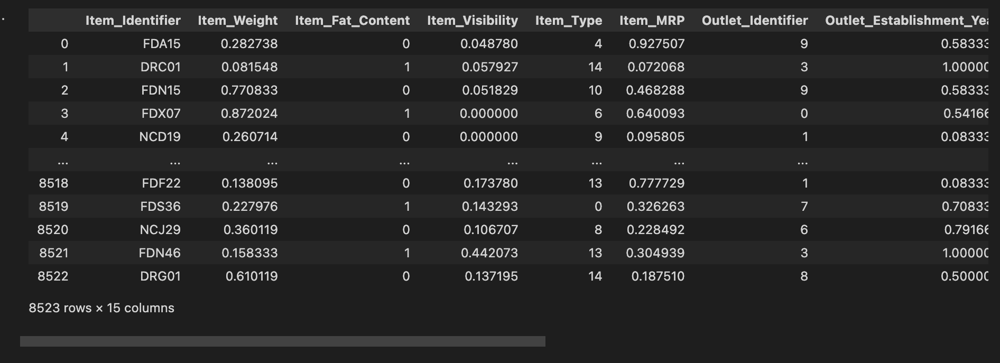 Item_Identifier Item_Weight Item_Fat_Content Item_Visibility Item_Type Item_MRP Outlet_Identifier Outlet_Establishment_Yea
0 FDA15 0.282738 0 0.048780 4 0.927507 9 0.58333
1 DRC01 0.081548 1 0.057927 14 0.072068 3 1.00000
2 FDN15 0.770833 0 0.051829 10 0.468288 9 0.58333
3 FDX07 0.872024 1 0.000000 6 0.640093 0 0.54166
4 NCD19 0.260714 0 0.000000 9 0.095805 1 0.08333
... ... ... ... ... ... ... ...
8518 FDF22 0.138095 0 0.173780 13 0.777729 1 0.08333
8519 FDS36 0.227976 1 0.143293 0 0.326263 7 0.70833
8520 NCJ29 0.360119 0 0.106707 8 0.228492 6 0.79166
8521 FDN46 0.158333 1 0.442073 13 0.304939 3 1.00000
8522 DRG01 0.610119 0 0.137195 14 0.187510 8 0.50000
8523 rows × 15 columns